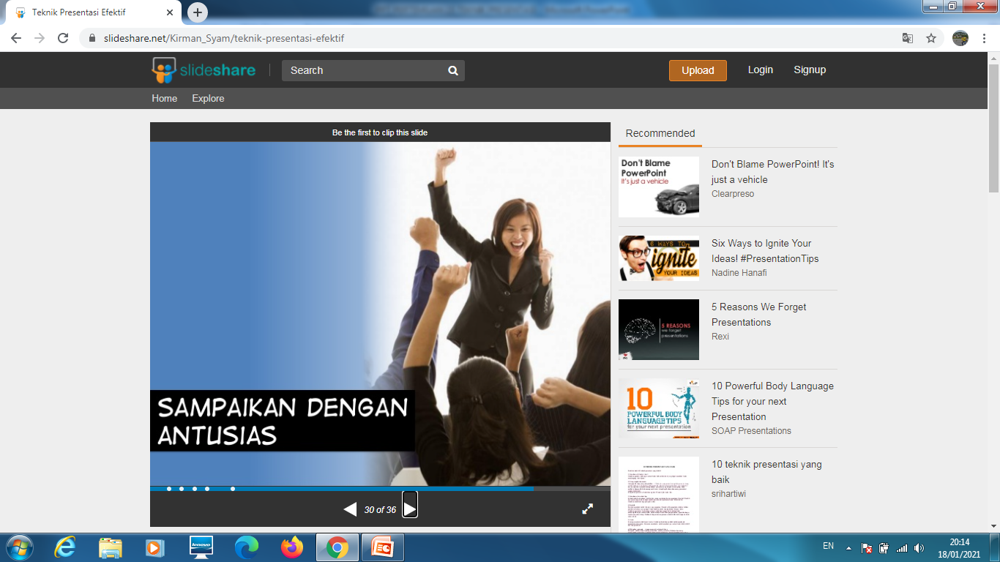 Teknik Presentasi Efektif
slideshare.net/Kirman_Syam/teknik-presentasi-efektif
slideshare
Search
Upload
Login
Signup
Home
Explore
Be the first to clip this slide
SAMPAIKAN DENGAN
ANTUSIAS
30 of 36
Recommended
Don't Blame
PowerPoint
It's just a vehicle
Don't Blame PowerPoint! It's
just a vehicle
Clearpreso
6 WAYS TO
ignite
YOUR IDEAS
Six Ways to Ignite Your
Ideas! #PresentationTips
Nadine Hanafi
5 REASONS
we forget
presentations
5 Reasons We Forget
Presentations
Rexi
10
POWERFUL BODY
LANGUAGE TIPS
for your next presentation
10 Powerful Body Language
Tips for your next
Presentation
SOAP Presentations
10 teknik presentasi yang
baik
srihartiwi
lenovo
EN
20:14
18/01/2021